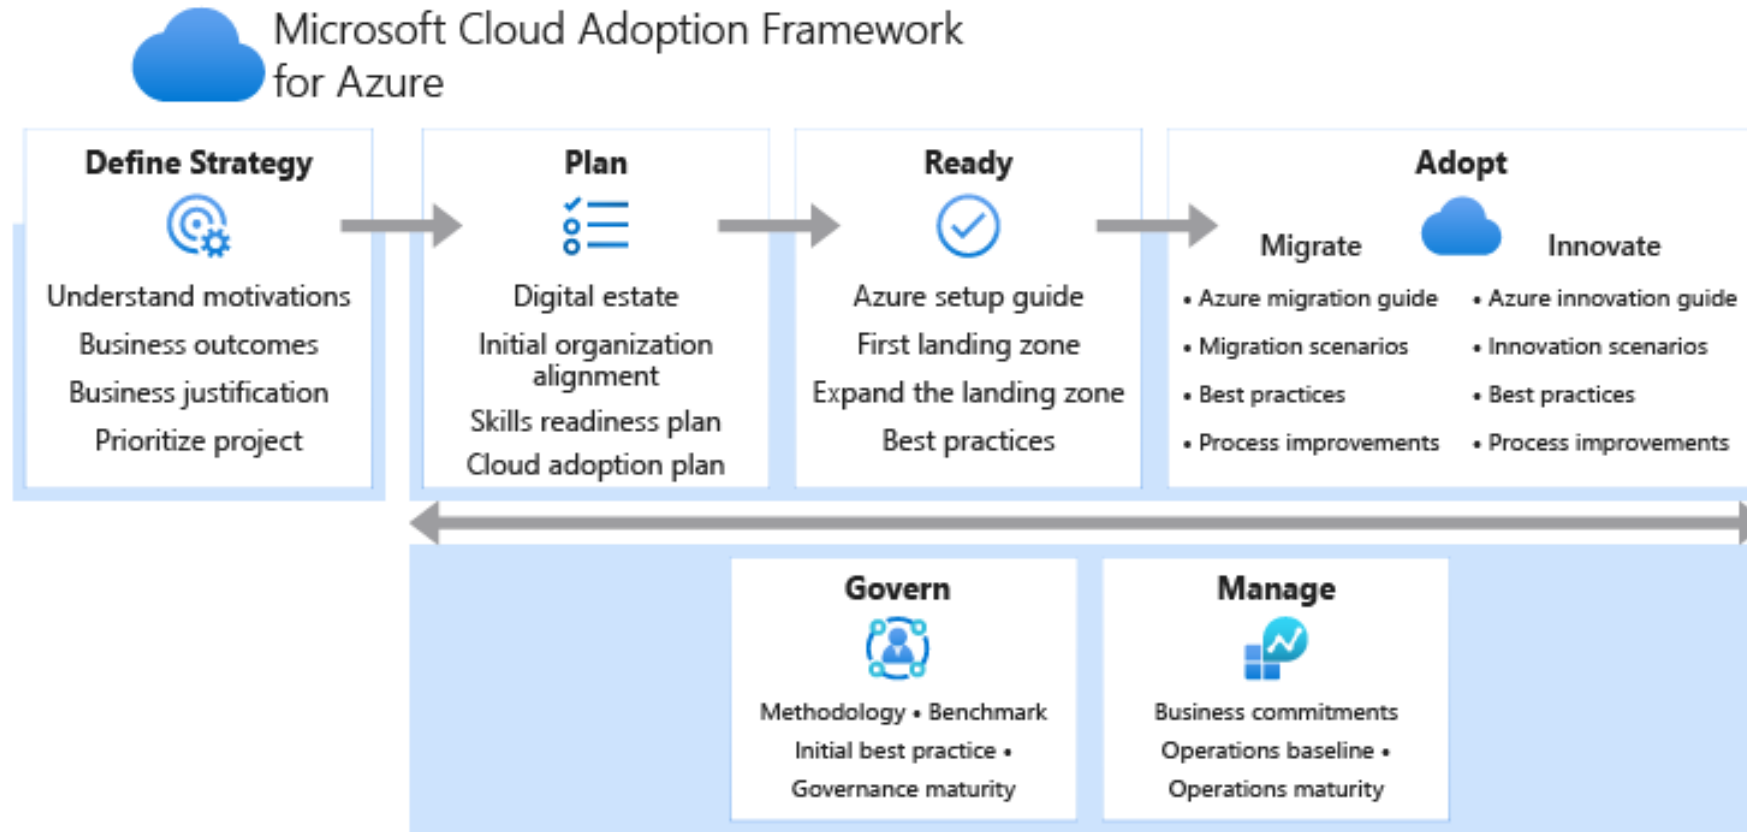 Microsoft Cloud Adoption Framework
for Azure
Define Strategy
Understand motivations
Business outcomes
Business justification
Prioritize project
Plan
Digital estate
Initial organization
alignment
Skills readiness plan
Cloud adoption plan
Ready
Azure setup guide
First landing zone
Expand the landing zone
Best practices
Adopt
Migrate
• Azure migration guide
• Migration scenarios
• Best practices
• Process improvements
Innovate
• Azure innovation guide
• Innovation scenarios
• Best practices
• Process improvements
Govern
Methodology • Benchmark
Initial best practice •
Governance maturity
Manage
Business commitments
Operations baseline •
Operations maturity